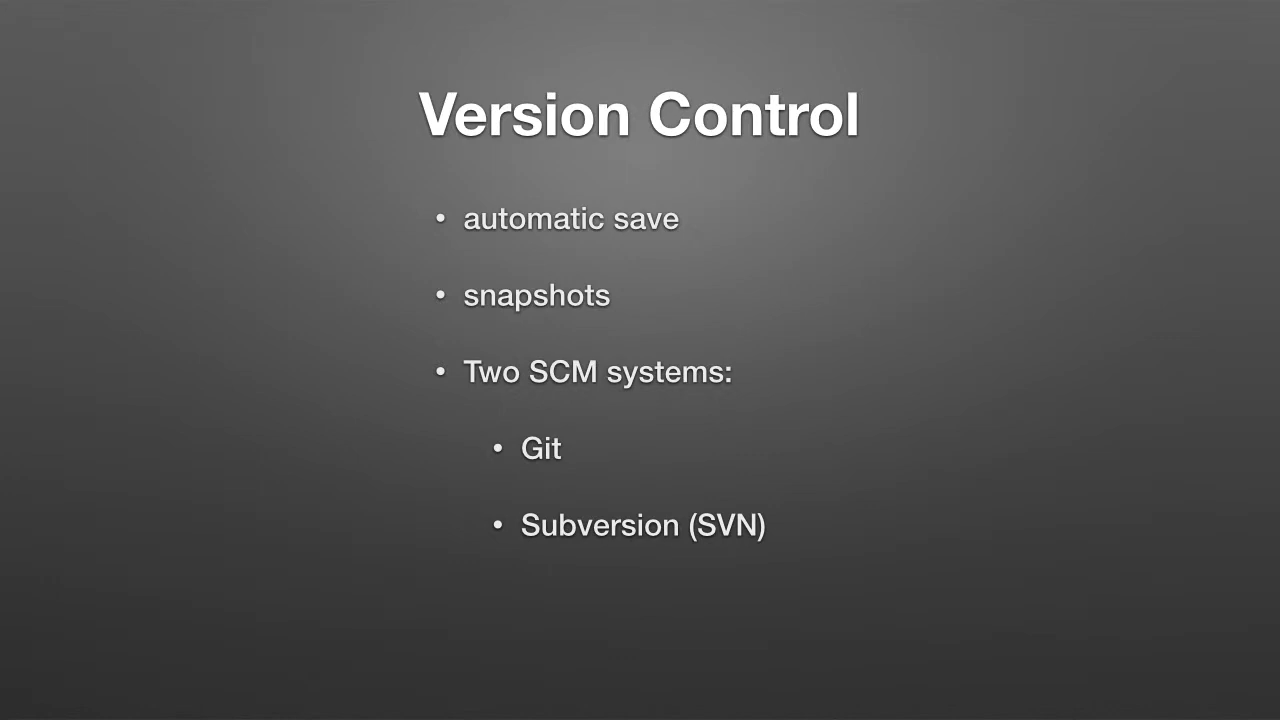 Version Control
• automatic save
• snapshots
• Two SCM systems:
• Git
• Subversion (SVN)